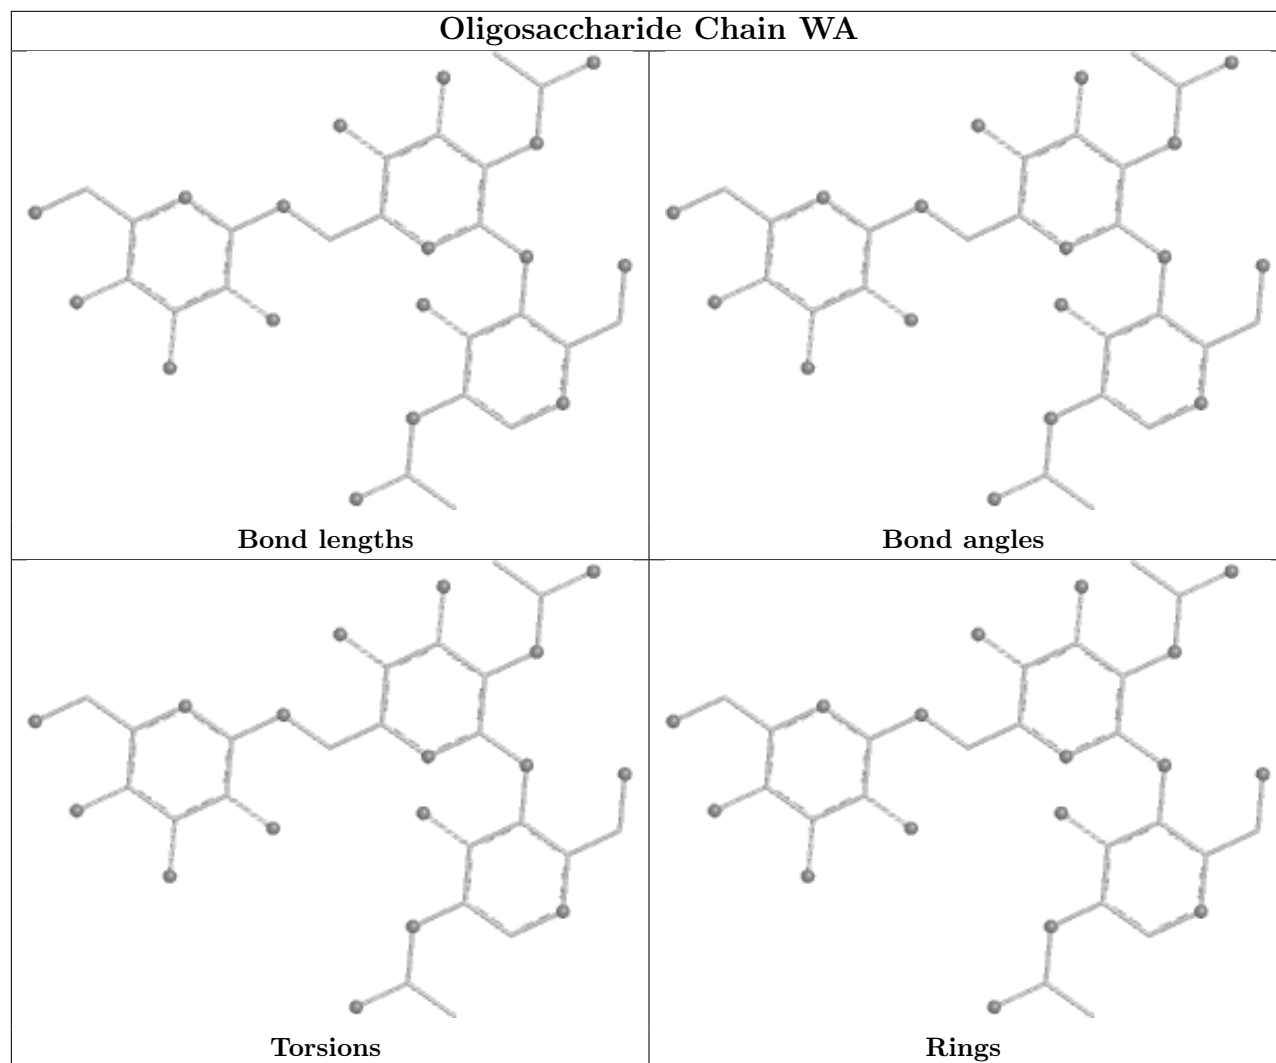 Oligosaccharide Chain WA
Bond lengths
Bond angles
Torsions
Rings